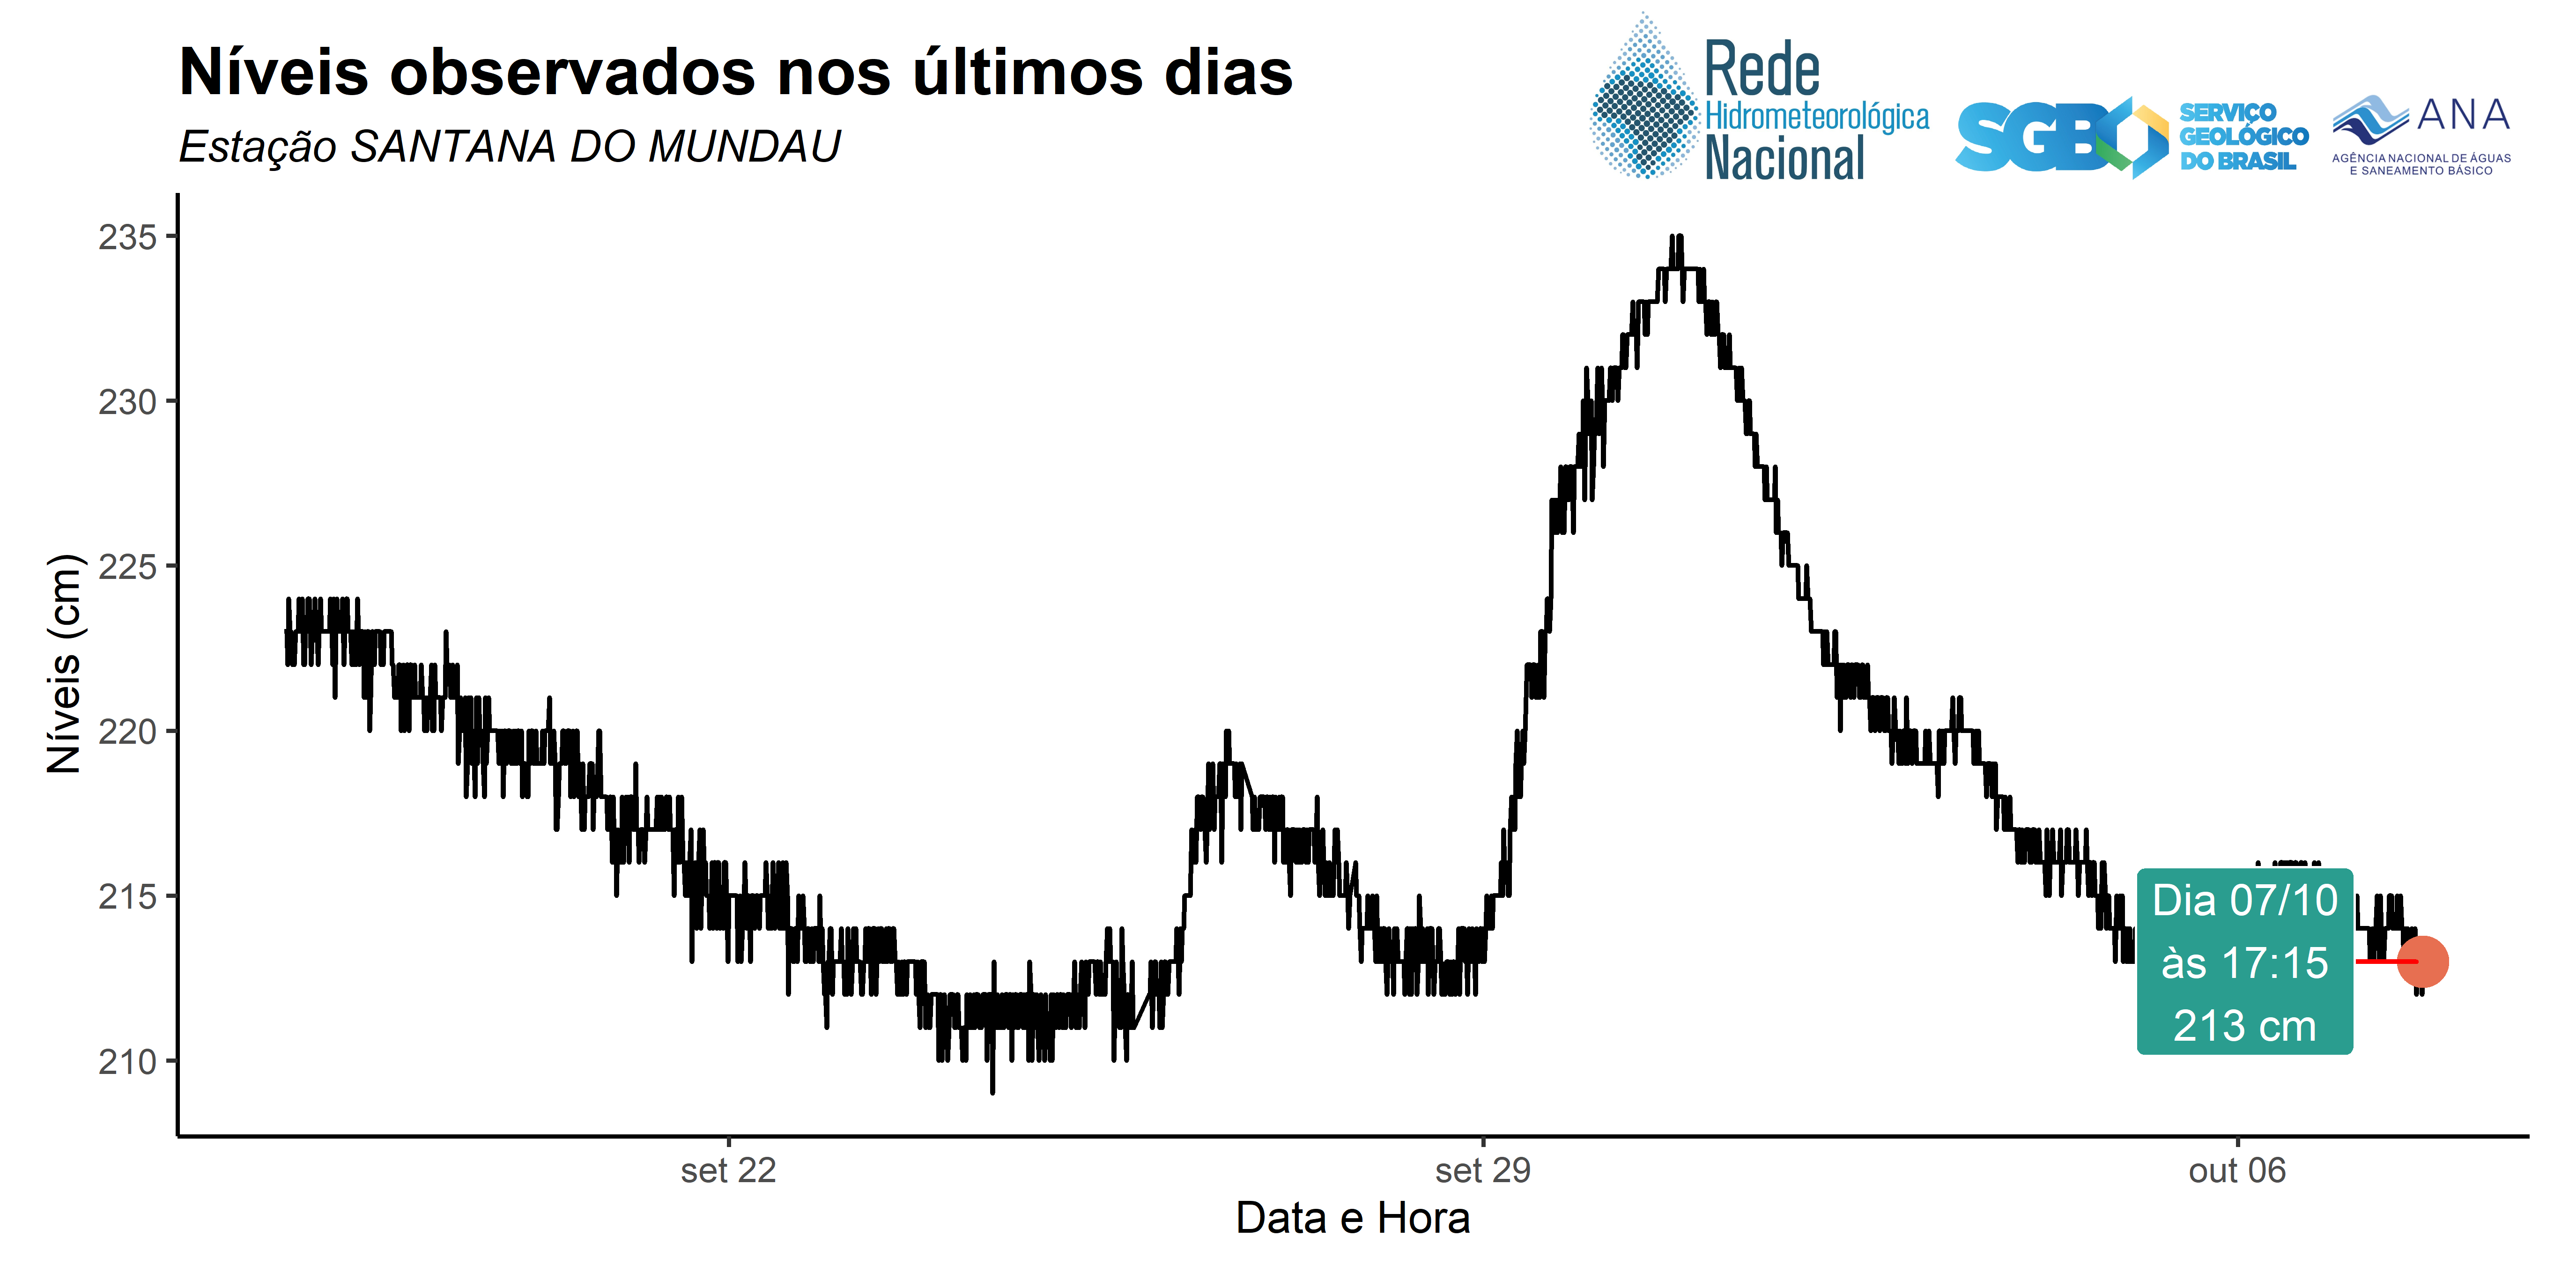 Níveis observados nos últimos dias
Estação SANTANA DO MUNDAU
Rede
Hidrometeorológica
Nacional
SGB
SERVIÇO
GEOLÓGICO
DO BRASIL
ANA
AGÊNCIA NACIONAL DE ÁGUAS
E SANEAMENTO BÁSICO
Níveis (cm)
235
230
225
220
215
210
Dia 07/10
às 17:15
213 cm
set 22
set 29
out 06
Data e Hora